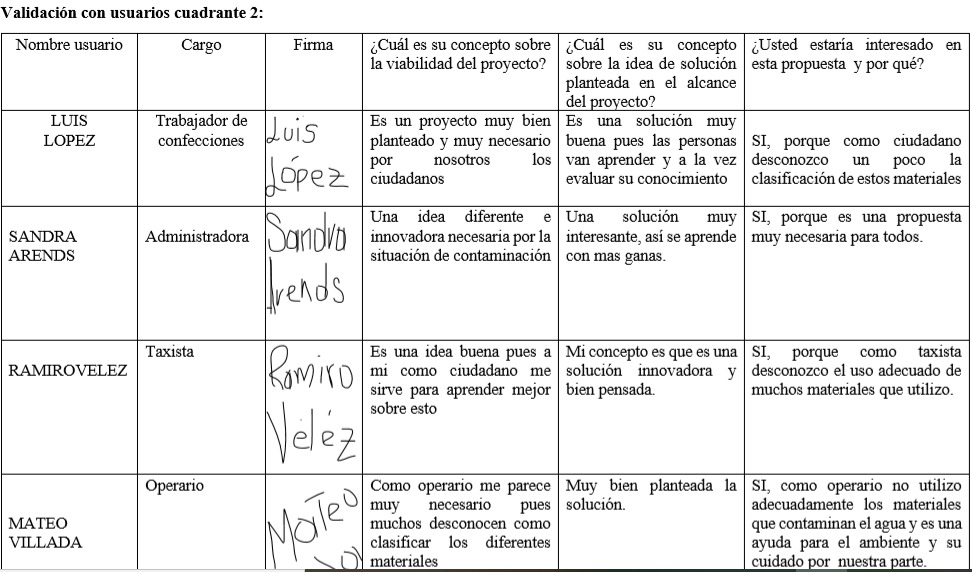 Validación con usuarios cuadrante 2:
Nombre usuario
Cargo
Firma
¿Cuál es su concepto sobre
la viabilidad del proyecto?
¿Cuál es su concepto
sobre la idea de solución
planteada en el alcance
del proyecto?
¿Usted estaría interesado en
esta propuesta y por qué?
LUIS
LOPEZ
Trabajador de
confecciones
Luis
López
Es un proyecto muy bien
planteado y muy necesario
por nosotros los
ciudadanos
Es una solución muy
buena pues las personas
van aprender y a la vez
evaluar su conocimiento
SI, porque como ciudadano
desconozco un poco la
clasificación de estos materiales
SANDRA
ARENDS
Administradora
Sandra
Arends
Una idea diferente e
innovadora necesaria por la
situación de contaminación
Una solución muy
interesante, así se aprende
con mas ganas.
SI, porque es una propuesta
muy necesaria para todos.
RAMIROVELEZ
Taxista
Ramiro
Veléz
Es una idea buena pues a
mi como ciudadano me
sirve para aprender mejor
sobre esto
Mi concepto es que es una
solución innovadora y
bien pensada.
SI, porque como taxista
desconozco el uso adecuado de
muchos materiales que utilizo.
MATEO
VILLADA
Operario
Mateo
Como operario me parece
muy necesario pues
muchos desconocen como
clasificar los diferentes
materiales
Muy bien planteada la
solución.
SI, como operario no utilizo
adecuadamente los materiales
que contaminan el agua y es una
ayuda para el ambiente y su
cuidado por nuestra parte.